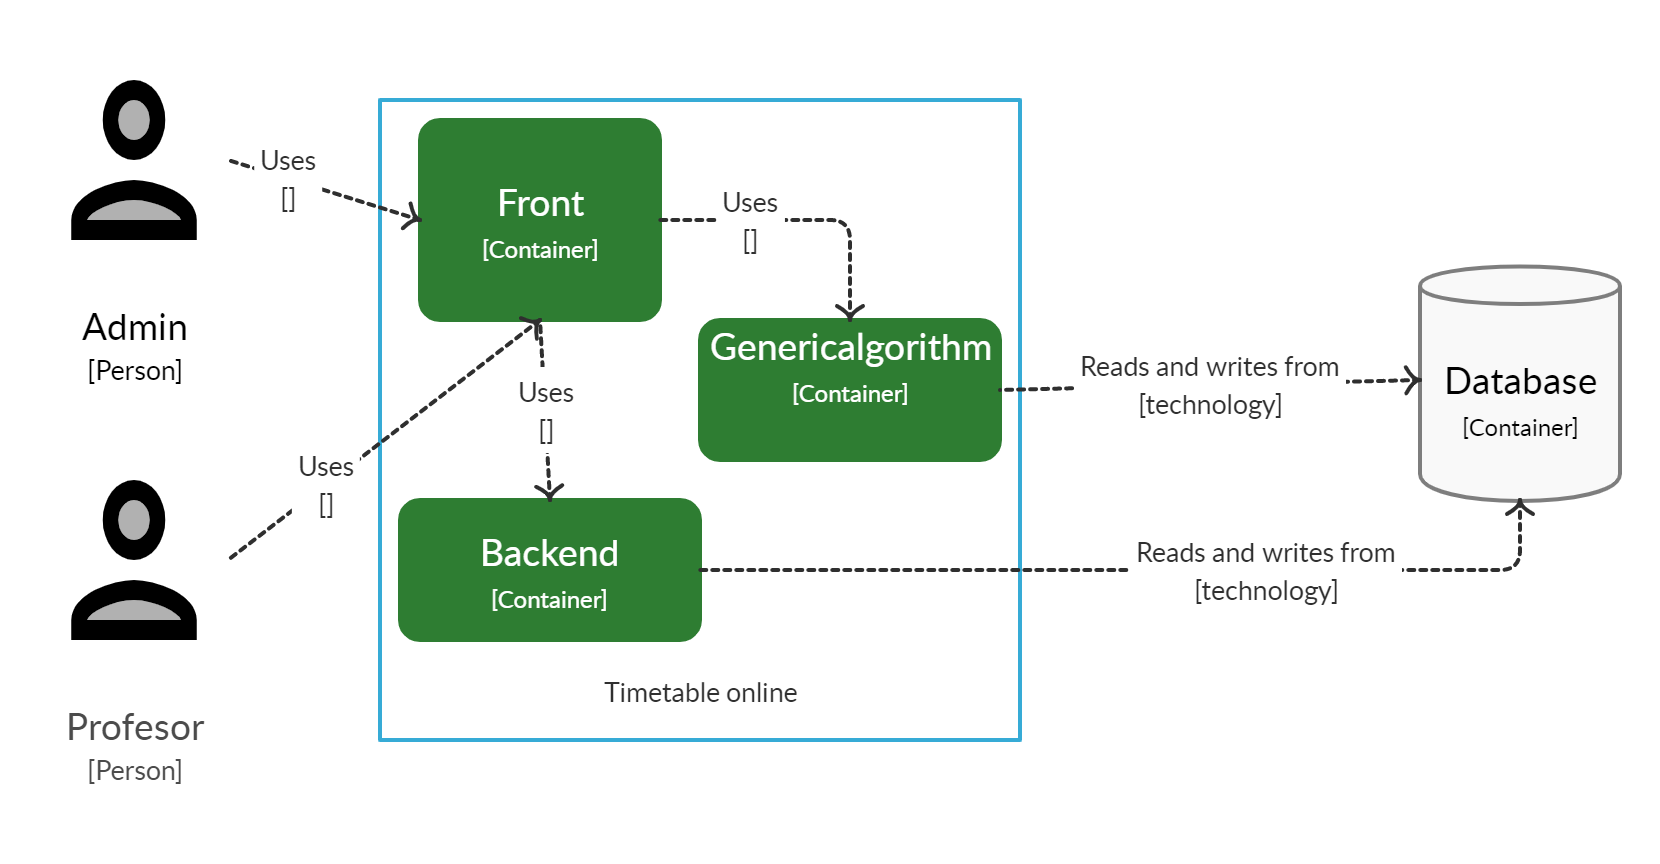 Admin
[Person]
Uses
[]
Front
[Container]
Uses
[]
Genericalgorithm
[Container]
Reads and writes from
[technology]
Database
[Container]
Uses
[]
Uses
[]
Profesor
[Person]
Backend
[Container]
Reads and writes from
[technology]
Timetable online